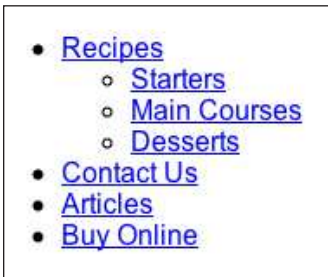 Recipes
Starters
Main Courses
Desserts
Contact Us
Articles
Buy Online